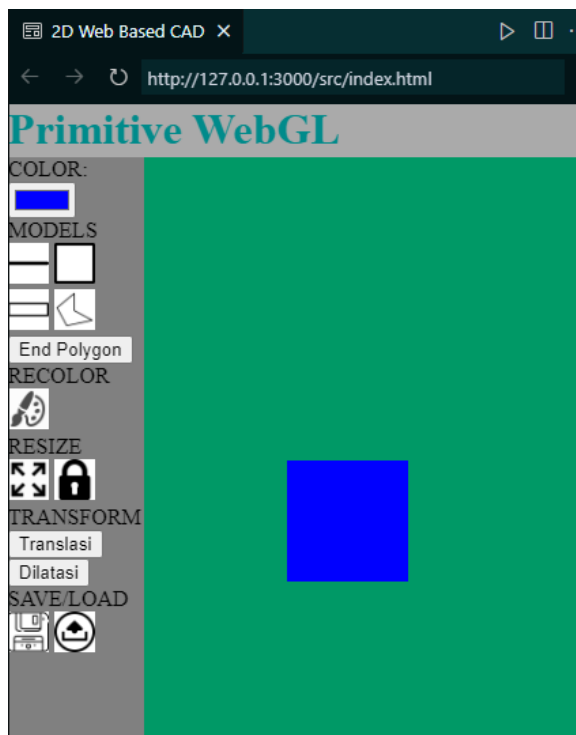 2D Web Based CAD
http://127.0.0.1:3000/src/index.html
Primitive WebGL
COLOR:
MODELS
End Polygon
RECOLOR
RESIZE
TRANSFORM
Translasi
Dilatasi
SAVE/LOAD